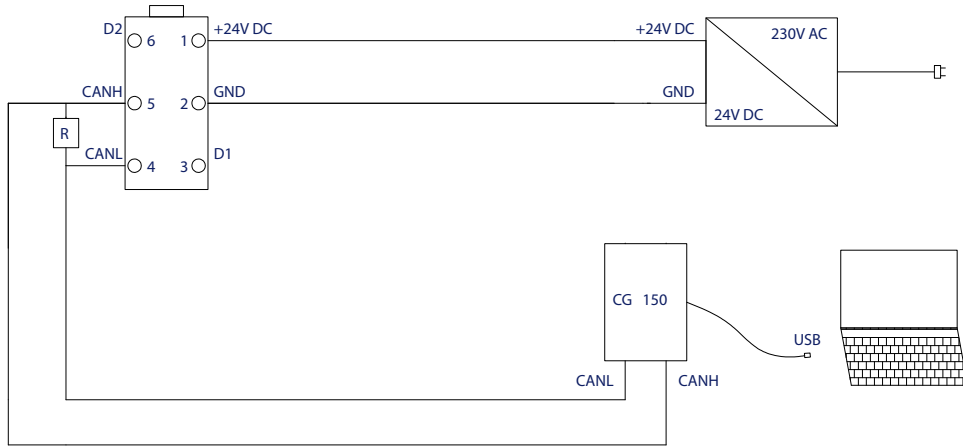 D2 6 1 +24V DC
+24V DC
230V AC
CANH 5 2 GND
GND
24V DC
R
CANL 4 3 D1
CG 150
USB
CANL
CANH